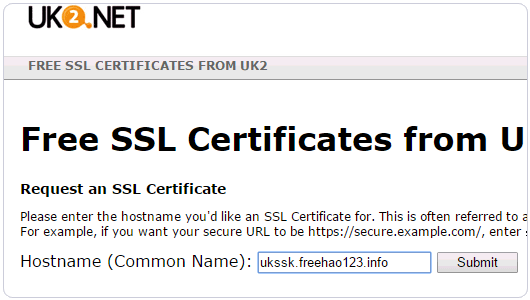 UK2.NET
FREE SSL CERTIFICATES FROM UK2
Free SSL Certificates from U
Request an SSL Certificate
Please enter the hostname you'd like an SSL Certificate for. This is often referred to a
For example, if you want your secure URL to be https://secure.example.com/, enter
Hostname (Common Name): ukssk.freehao123.info Submit